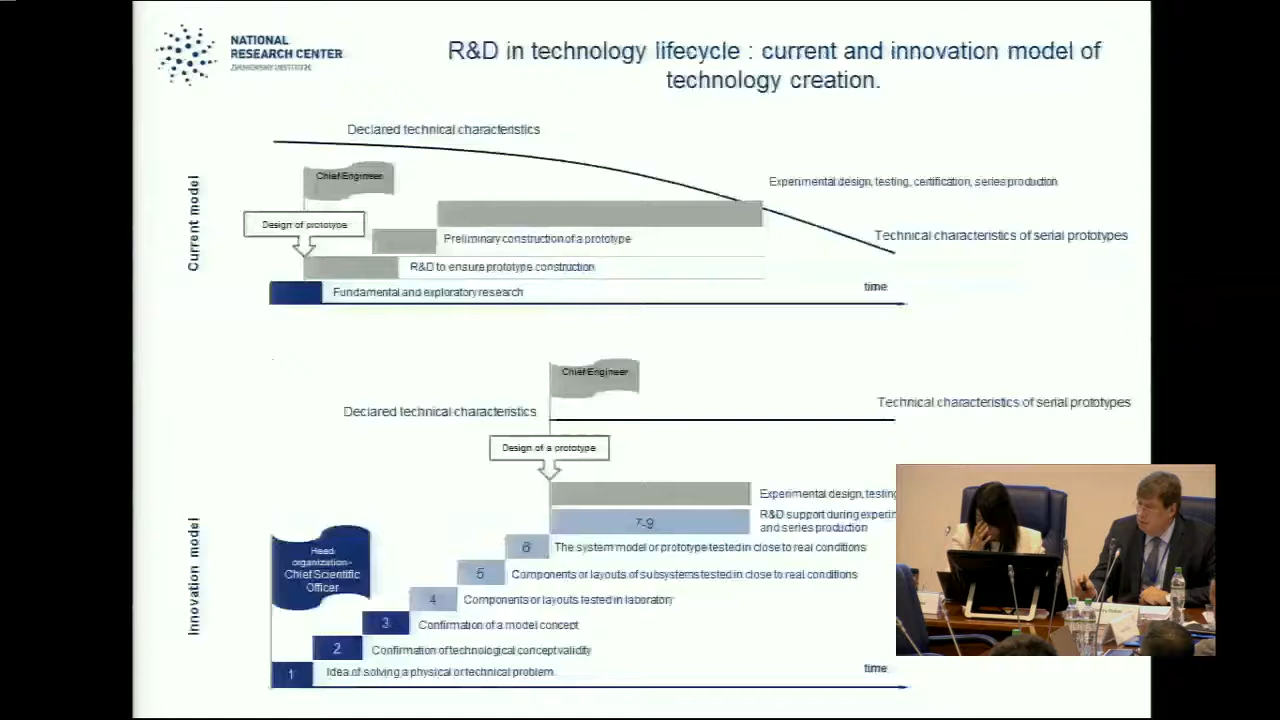 NATIONAL
RESEARCH CENTER
ZHUKOVSKY INSTITUTE
R&D in technology lifecycle : current and innovation model of
technology creation.
Current model
Declared technical characteristics
Chief Engineer
Experimental design, testing, certification, series production
Design of prototype
Preliminary construction of a prototype
Technical characteristics of serial prototypes
R&D to ensure prototype construction
time
Fundamental and exploratory research
Innovation model
Chief Engineer
Technical characteristics of serial prototypes
Declared technical characteristics
Design of a prototype
Experimental design, testing
7-9
R&D support during experim
and series production
6
The system model or prototype tested in close to real conditions
Head
organization-
Chief Scientific
Officer
5
Components or layouts of subsystems tested in close to real conditions
4
Components or layouts tested in laboratory
3
Confirmation of a model concept
2
Confirmation of technological concept validity
time
1
Idea of solving a physical or technical problem